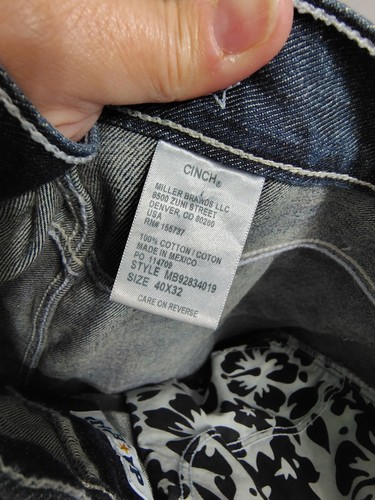 CINCH®
MILLER BRANDS LLC
8500 ZUNI STREET
DENVER, CO 80260
USA
RN# 155737
100% COTTON / COTON
MADE IN MEXICO
PO 114709
STYLE MB92834019
SIZE 40X32
CARE ON REVERSE